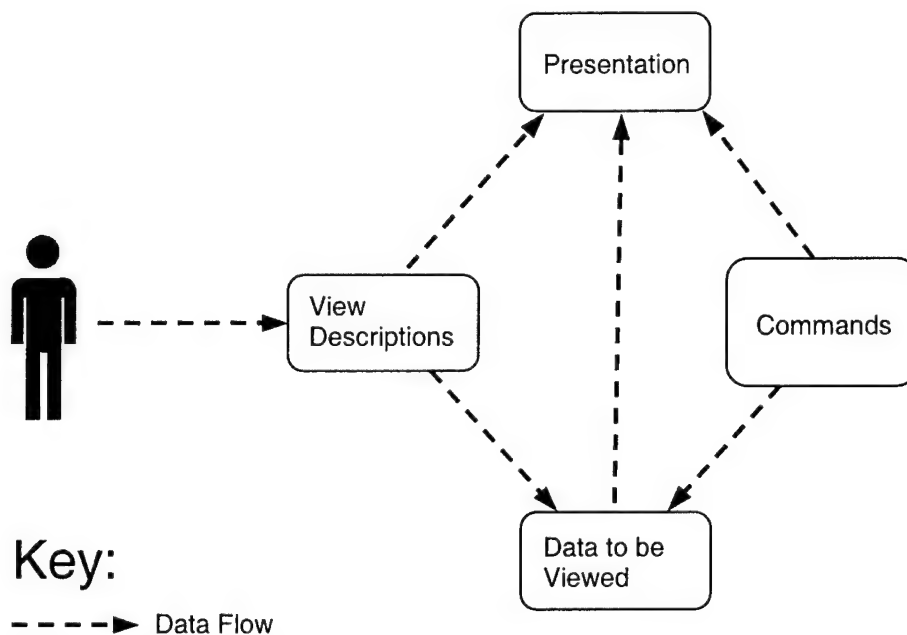 Presentation
View
Descriptions
Commands
Data to be
Viewed
Key:
Data Flow